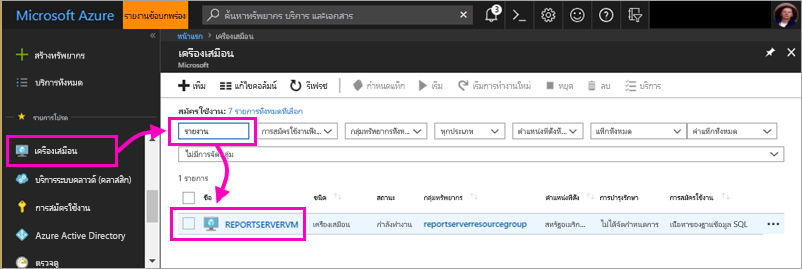 Microsoft Azure รายงานข้อบกพร่อง ค้นหาทรัพยากร บริการ และเอกสาร 3
หน้าแรก เครื่องเสมือน
เครื่องเสมือน
Microsoft
สร้างทรัพยากร
บริการทั้งหมด
รายการโปรด
เครื่องเสมือน
บริการระบบคลาวด์ (คลาสสิก)
การสมัครใช้งาน
Azure Active Directory
ตรวจดู
เพิ่ม แก้ไขคอลัมน์ รีเฟรช กำหนดแท็ก เริ่ม เริ่มการทำงานใหม่ หยุด ลบ บริการ
สมัครใช้งาน: 7 รายการทั้งหมดที่เลือก
รายงาน การสมัครใช้งานทั้ง... กลุ่มทรัพยากรทั้งห... ทุกประเภท ตำแหน่งที่ตั้งที... แท็กทั้งหมด ค่าแท็กทั้งหมด
ไม่มีการจัดกลุ่ม
1 รายการ
ชื่อ ชนิด สถานะ กลุ่มทรัพยากร ตำแหน่งที่ตั้ง การบำรุงรักษา การสมัครใช้งาน
REPORTSERVERVM เครื่องเสมือน กำลังทำงาน reportserverresourcegroup สหรัฐอเมริก... ไม่ได้จัดกำหนดการ เนื้อหาของฐานข้อมูล SQL